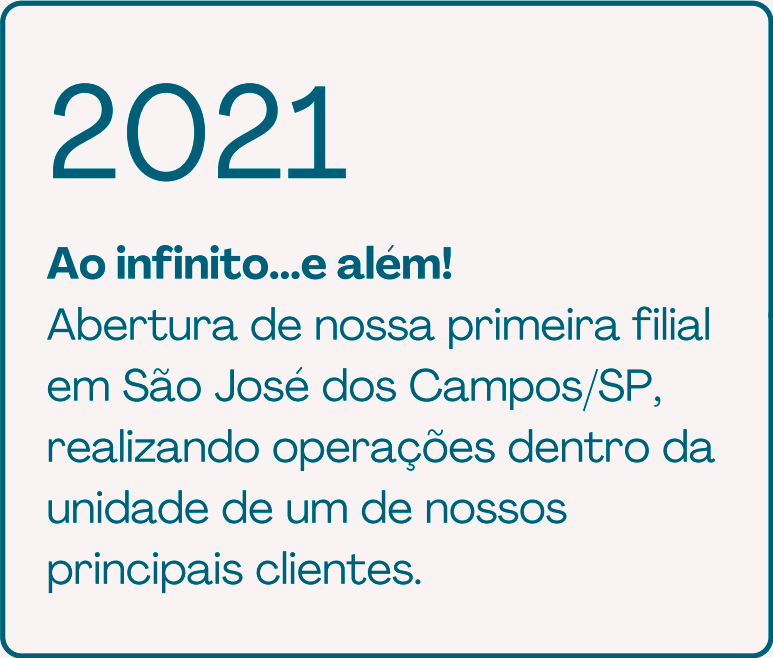 2021
Ao infinito...e além!
Abertura de nossa primeira filial
em São José dos Campos/SP,
realizando operações dentro da
unidade de um de nossos
principais clientes.